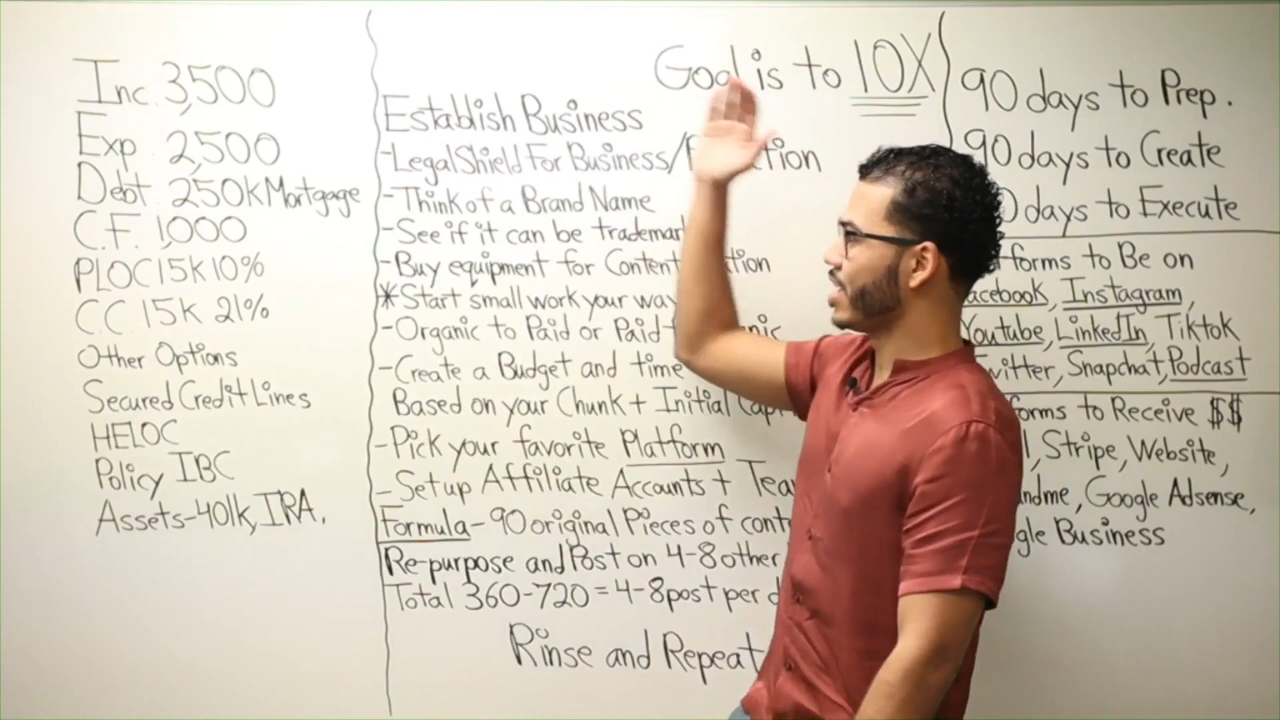 Inc. 3,500
Exp 2,500
Debt 250k Mortgage
C.F. 1,000
PLOC 15k 10%
C.C 15k 21%
Other Options
Secured Credit Lines
HELOC
Policy IBC
Assets-401k, IRA,
Goal is to 10X
Establish Business
-LegalShield For Business/
-Think of a Brand Name
-See if it can be
-Buy equipment for Content
*Start small work your way
-Organic to Paid or Paid
-Create a Budget and time
Based on your Chunk + Initial
-Pick your favorite Platform
-Setup Affiliate Accounts +
Formula-90 original Pieces of
Re-purpose and Post on 4-8 other
Total 360-720 = 4-8 post per
Rinse and Repeat
90 days to Prep.
90 days to Create
days to Execute
to Be on
Instagram,
Youtube, LinkedIn, Tiktok
Snapchat, Podcast
to Receive $$
, Stripe, Website,
, Google Adsense,
Business